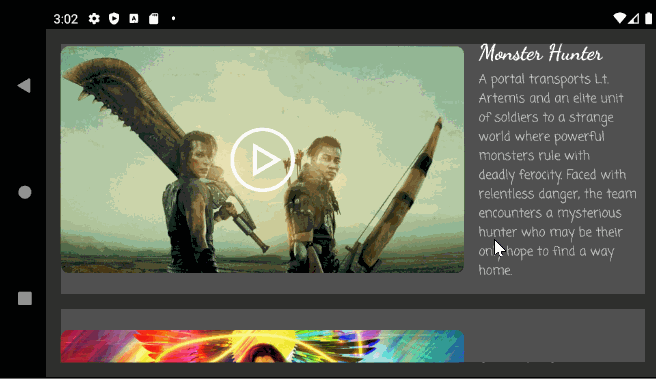 3:02
Monster Hunter
A portal transports Lt.
Artemis and an elite unit
of soldiers to a strange
world where powerful
monsters rule with
deadly ferocity. Faced with
relentless danger, the team
encounters a mysterious
hunter who may be their
only hope to find a way
home.